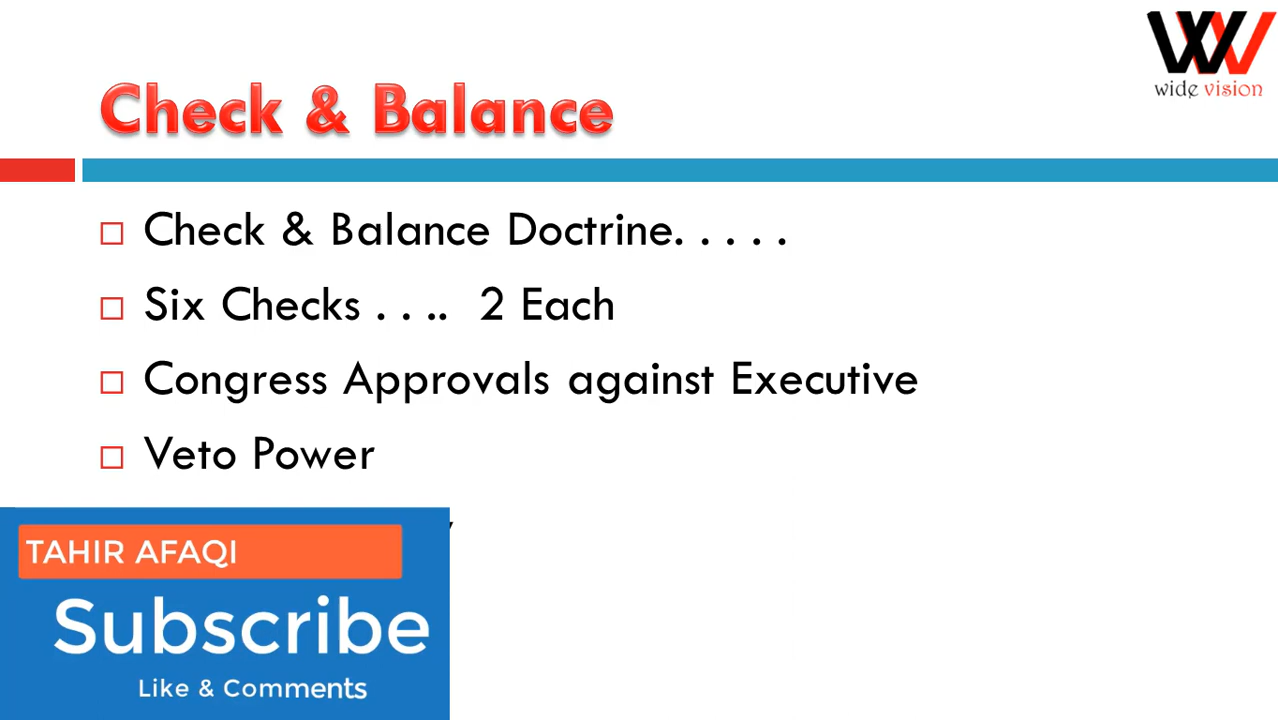 wide vision
Check & Balance
Check & Balance Doctrine. . . . .
Six Checks . . .. 2 Each
Congress Approvals against Executive
Veto Power
TAHIR AFAQI
Subscribe
Like & Comments